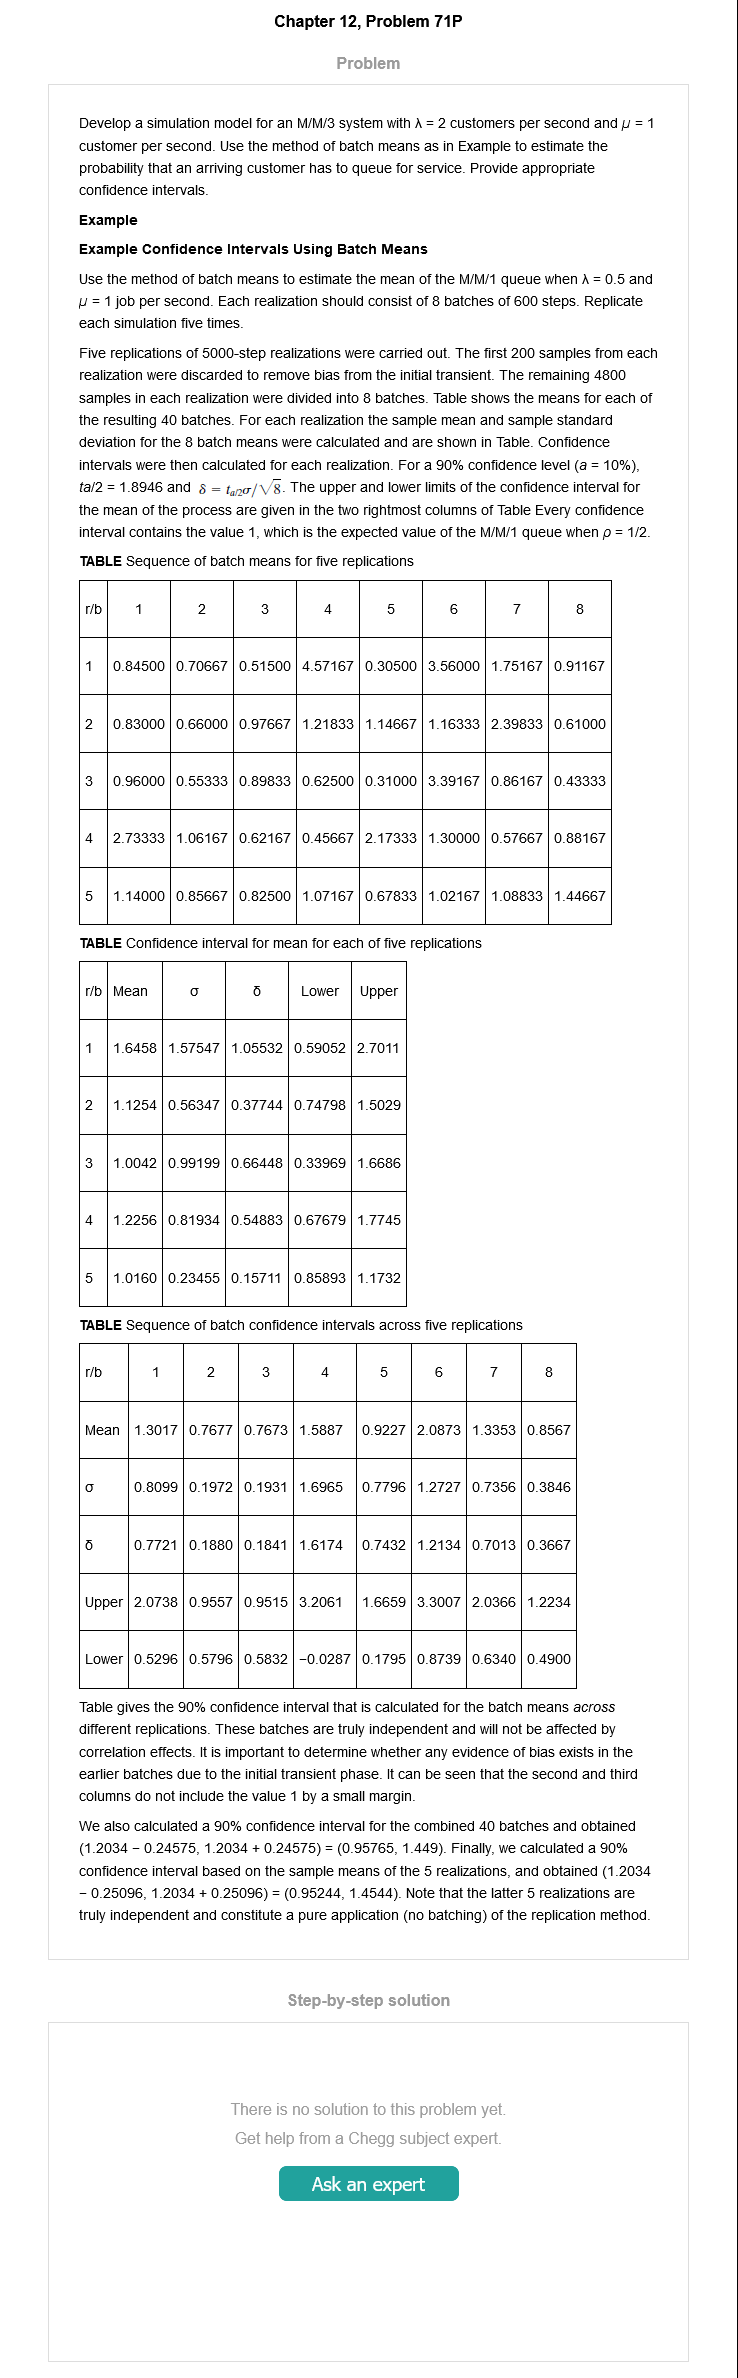 Chapter 12, Problem 71P
Problem
Develop a simulation model for an M/M/3 system with λ = 2 customers per second and μ = 1
customer per second. Use the method of batch means as in Example to estimate the
probability that an arriving customer has to queue for service. Provide appropriate
confidence intervals.
Example
Example Confidence Intervals Using Batch Means
Use the method of batch means to estimate the mean of the M/M/1 queue when λ = 0.5 and
μ = 1 job per second. Each realization should consist of 8 batches of 600 steps. Replicate
each simulation five times.
Five replications of 5000-step realizations were carried out. The first 200 samples from each
realization were discarded to remove bias from the initial transient. The remaining 4800
samples in each realization were divided into 8 batches. Table shows the means for each of
the resulting 40 batches. For each realization the sample mean and sample standard
deviation for the 8 batch means were calculated and are shown in Table. Confidence
intervals were then calculated for each realization. For a 90% confidence level (a = 10%),
ta/2 = 1.8946 and δ = tα/2σ/√8. The upper and lower limits of the confidence interval for
the mean of the process are given in the two rightmost columns of Table Every confidence
interval contains the value 1, which is the expected value of the M/M/1 queue when ρ = 1/2.
TABLE Sequence of batch means for five replications
r/b 1 2 3 4 5 6 7 8
1 0.84500 0.70667 0.51500 4.57167 0.30500 3.56000 1.75167 0.91167
2 0.83000 0.66000 0.97667 1.21833 1.14667 1.16333 2.39833 0.61000
3 0.96000 0.55333 0.89833 0.62500 0.31000 3.39167 0.86167 0.43333
4 2.73333 1.06167 0.62167 0.45667 2.17333 1.30000 0.57667 0.88167
5 1.14000 0.85667 0.82500 1.07167 0.67833 1.02167 1.08833 1.44667
TABLE Confidence interval for mean for each of five replications
r/b Mean σ δ Lower Upper
1 1.6458 1.57547 1.05532 0.59052 2.7011
2 1.1254 0.56347 0.37744 0.74798 1.5029
3 1.0042 0.99199 0.66448 0.33969 1.6686
4 1.2256 0.81934 0.54883 0.67679 1.7745
5 1.0160 0.23455 0.15711 0.85893 1.1732
TABLE Sequence of batch confidence intervals across five replications
r/b 1 2 3 4 5 6 7 8
Mean 1.3017 0.7677 0.7673 1.5887 0.9227 2.0873 1.3353 0.8567
σ 0.8099 0.1972 0.1931 1.6965 0.7796 1.2727 0.7356 0.3846
δ 0.7721 0.1880 0.1841 1.6174 0.7432 1.2134 0.7013 0.3667
Upper 2.0738 0.9557 0.9515 3.2061 1.6659 3.3007 2.0366 1.2234
Lower 0.5296 0.5796 0.5832 −0.0287 0.1795 0.8739 0.6340 0.4900
Table gives the 90% confidence interval that is calculated for the batch means across
different replications. These batches are truly independent and will not be affected by
correlation effects. It is important to determine whether any evidence of bias exists in the
earlier batches due to the initial transient phase. It can be seen that the second and third
columns do not include the value 1 by a small margin.
We also calculated a 90% confidence interval for the combined 40 batches and obtained
(1.2034 − 0.24575, 1.2034 + 0.24575) = (0.95765, 1.449). Finally, we calculated a 90%
confidence interval based on the sample means of the 5 realizations, and obtained (1.2034
− 0.25096, 1.2034 + 0.25096) = (0.95244, 1.4544). Note that the latter 5 realizations are
truly independent and constitute a pure application (no batching) of the replication method.
Step-by-step solution
There is no solution to this problem yet.
Get help from a Chegg subject expert.
Ask an expert